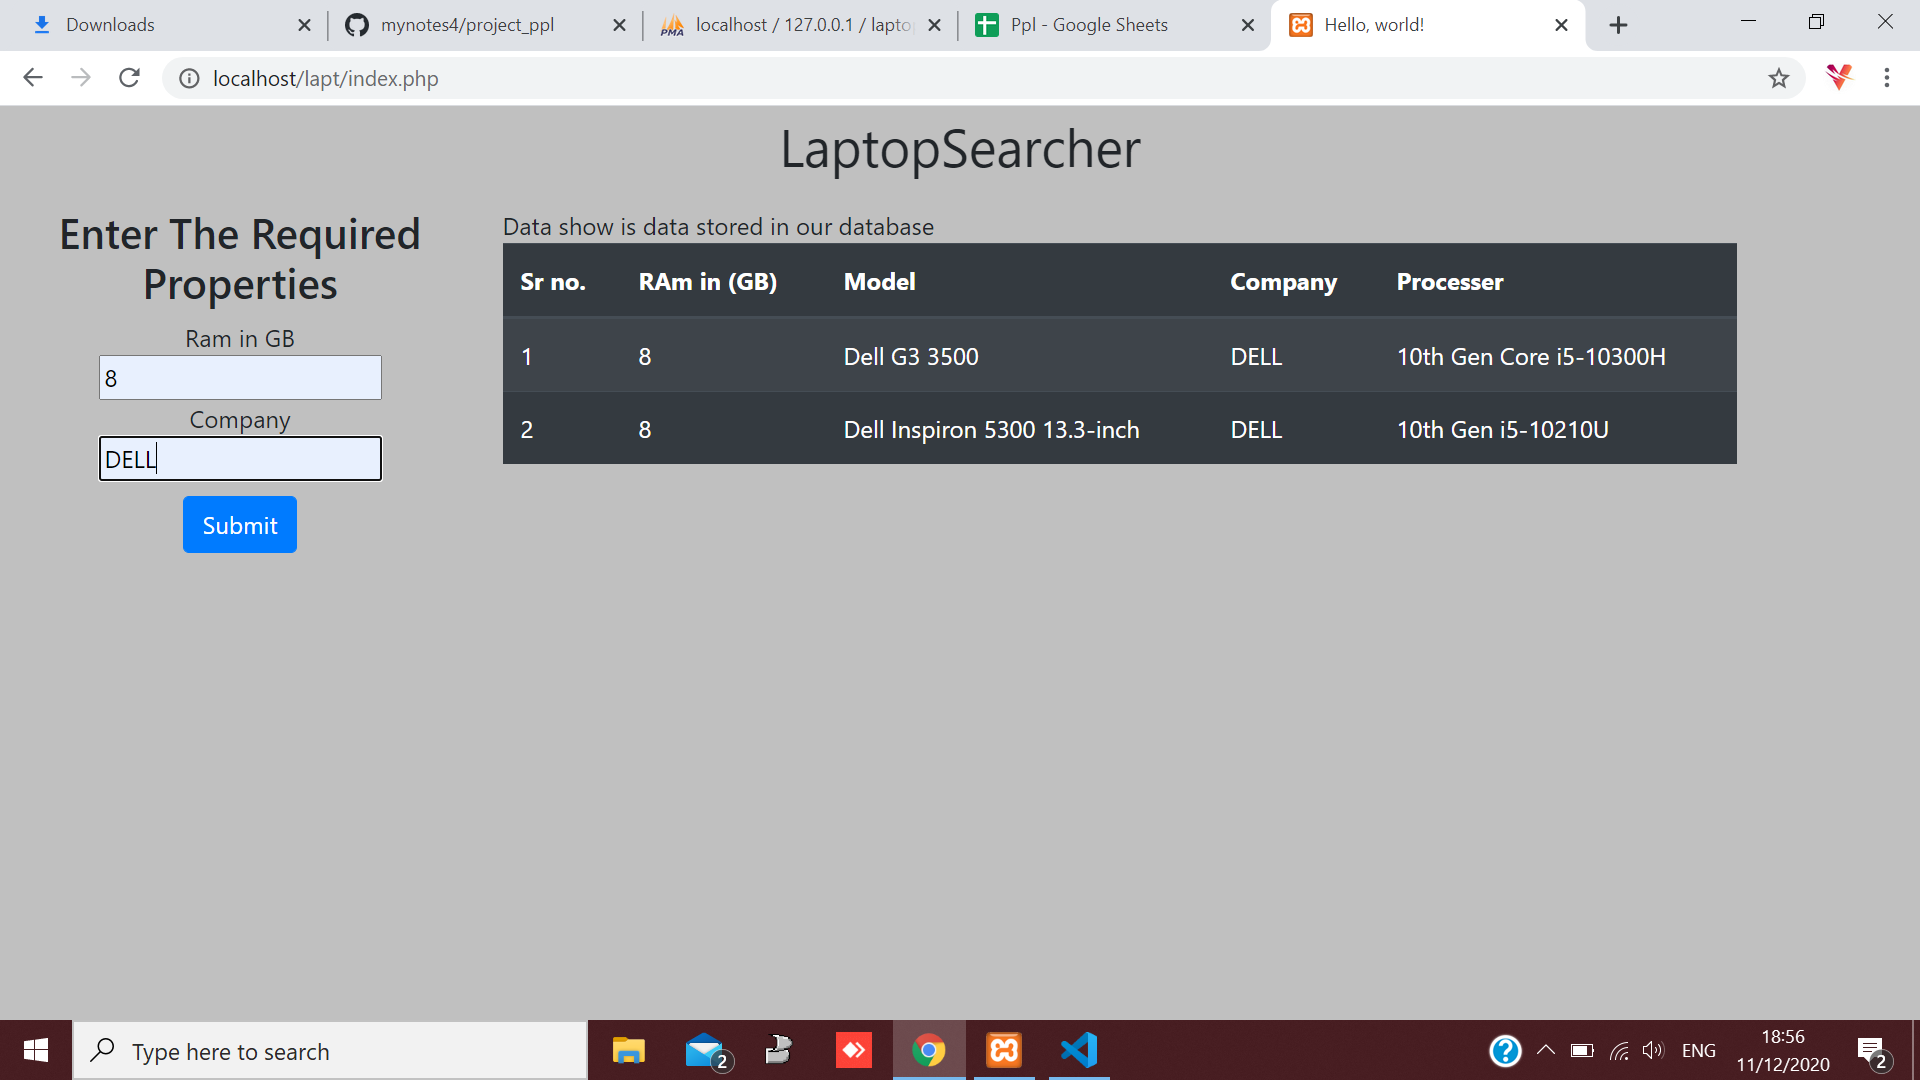 Downloads
mynotes4/project_ppl
PMA
localhost / 127.0.0.1 / lapto
Ppl - Google Sheets
Hello, world!
localhost/lapt/index.php
LaptopSearcher
Enter The Required
Properties
Ram in GB
8
Company
DELL
Submit
Data show is data stored in our database
Sr no. RAm in (GB) Model Company Processer
1 8 Dell G3 3500 DELL 10th Gen Core i5-10300H
2 8 Dell Inspiron 5300 13.3-inch DELL 10th Gen i5-10210U
Type here to search
2
ENG
18:56
11/12/2020
2